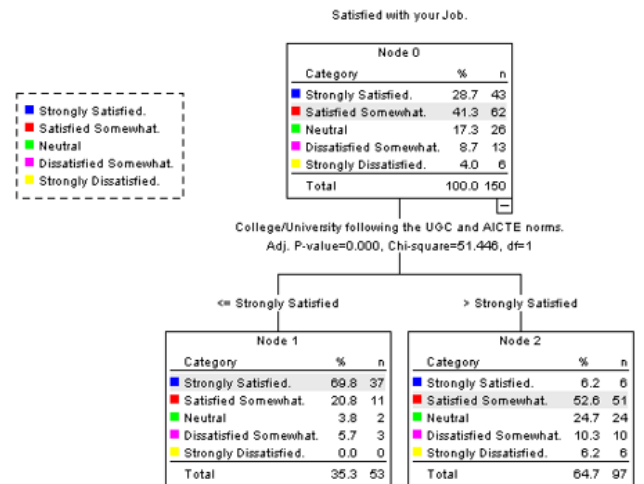 Satisfied with your Job.
Node 0
Category % n
Strongly Satisfied. 28.7 43
Satisfied Somewhat. 41.3 62
Neutral 17.3 26
Dissatisfied Somewhat. 8.7 13
Strongly Dissatisfied. 4.0 6
Total 100.0 150
Strongly Satisfied.
Satisfied Somewhat.
Neutral
Dissatisfied Somewhat.
Strongly Dissatisfied.
College/University following the UGC and AICTE norms.
Adj. P-value=0.000, Chi-square=51.446, df=1
<= Strongly Satisfied
> Strongly Satisfied
Node 1
Category % n
Strongly Satisfied. 69.8 37
Satisfied Somewhat. 20.8 11
Neutral 3.8 2
Dissatisfied Somewhat. 5.7 3
Strongly Dissatisfied. 0.0 0
Total 35.3 53
Node 2
Category % n
Strongly Satisfied. 6.2 6
Satisfied Somewhat. 52.6 51
Neutral 24.7 24
Dissatisfied Somewhat. 10.3 10
Strongly Dissatisfied. 6.2 6
Total 64.7 97